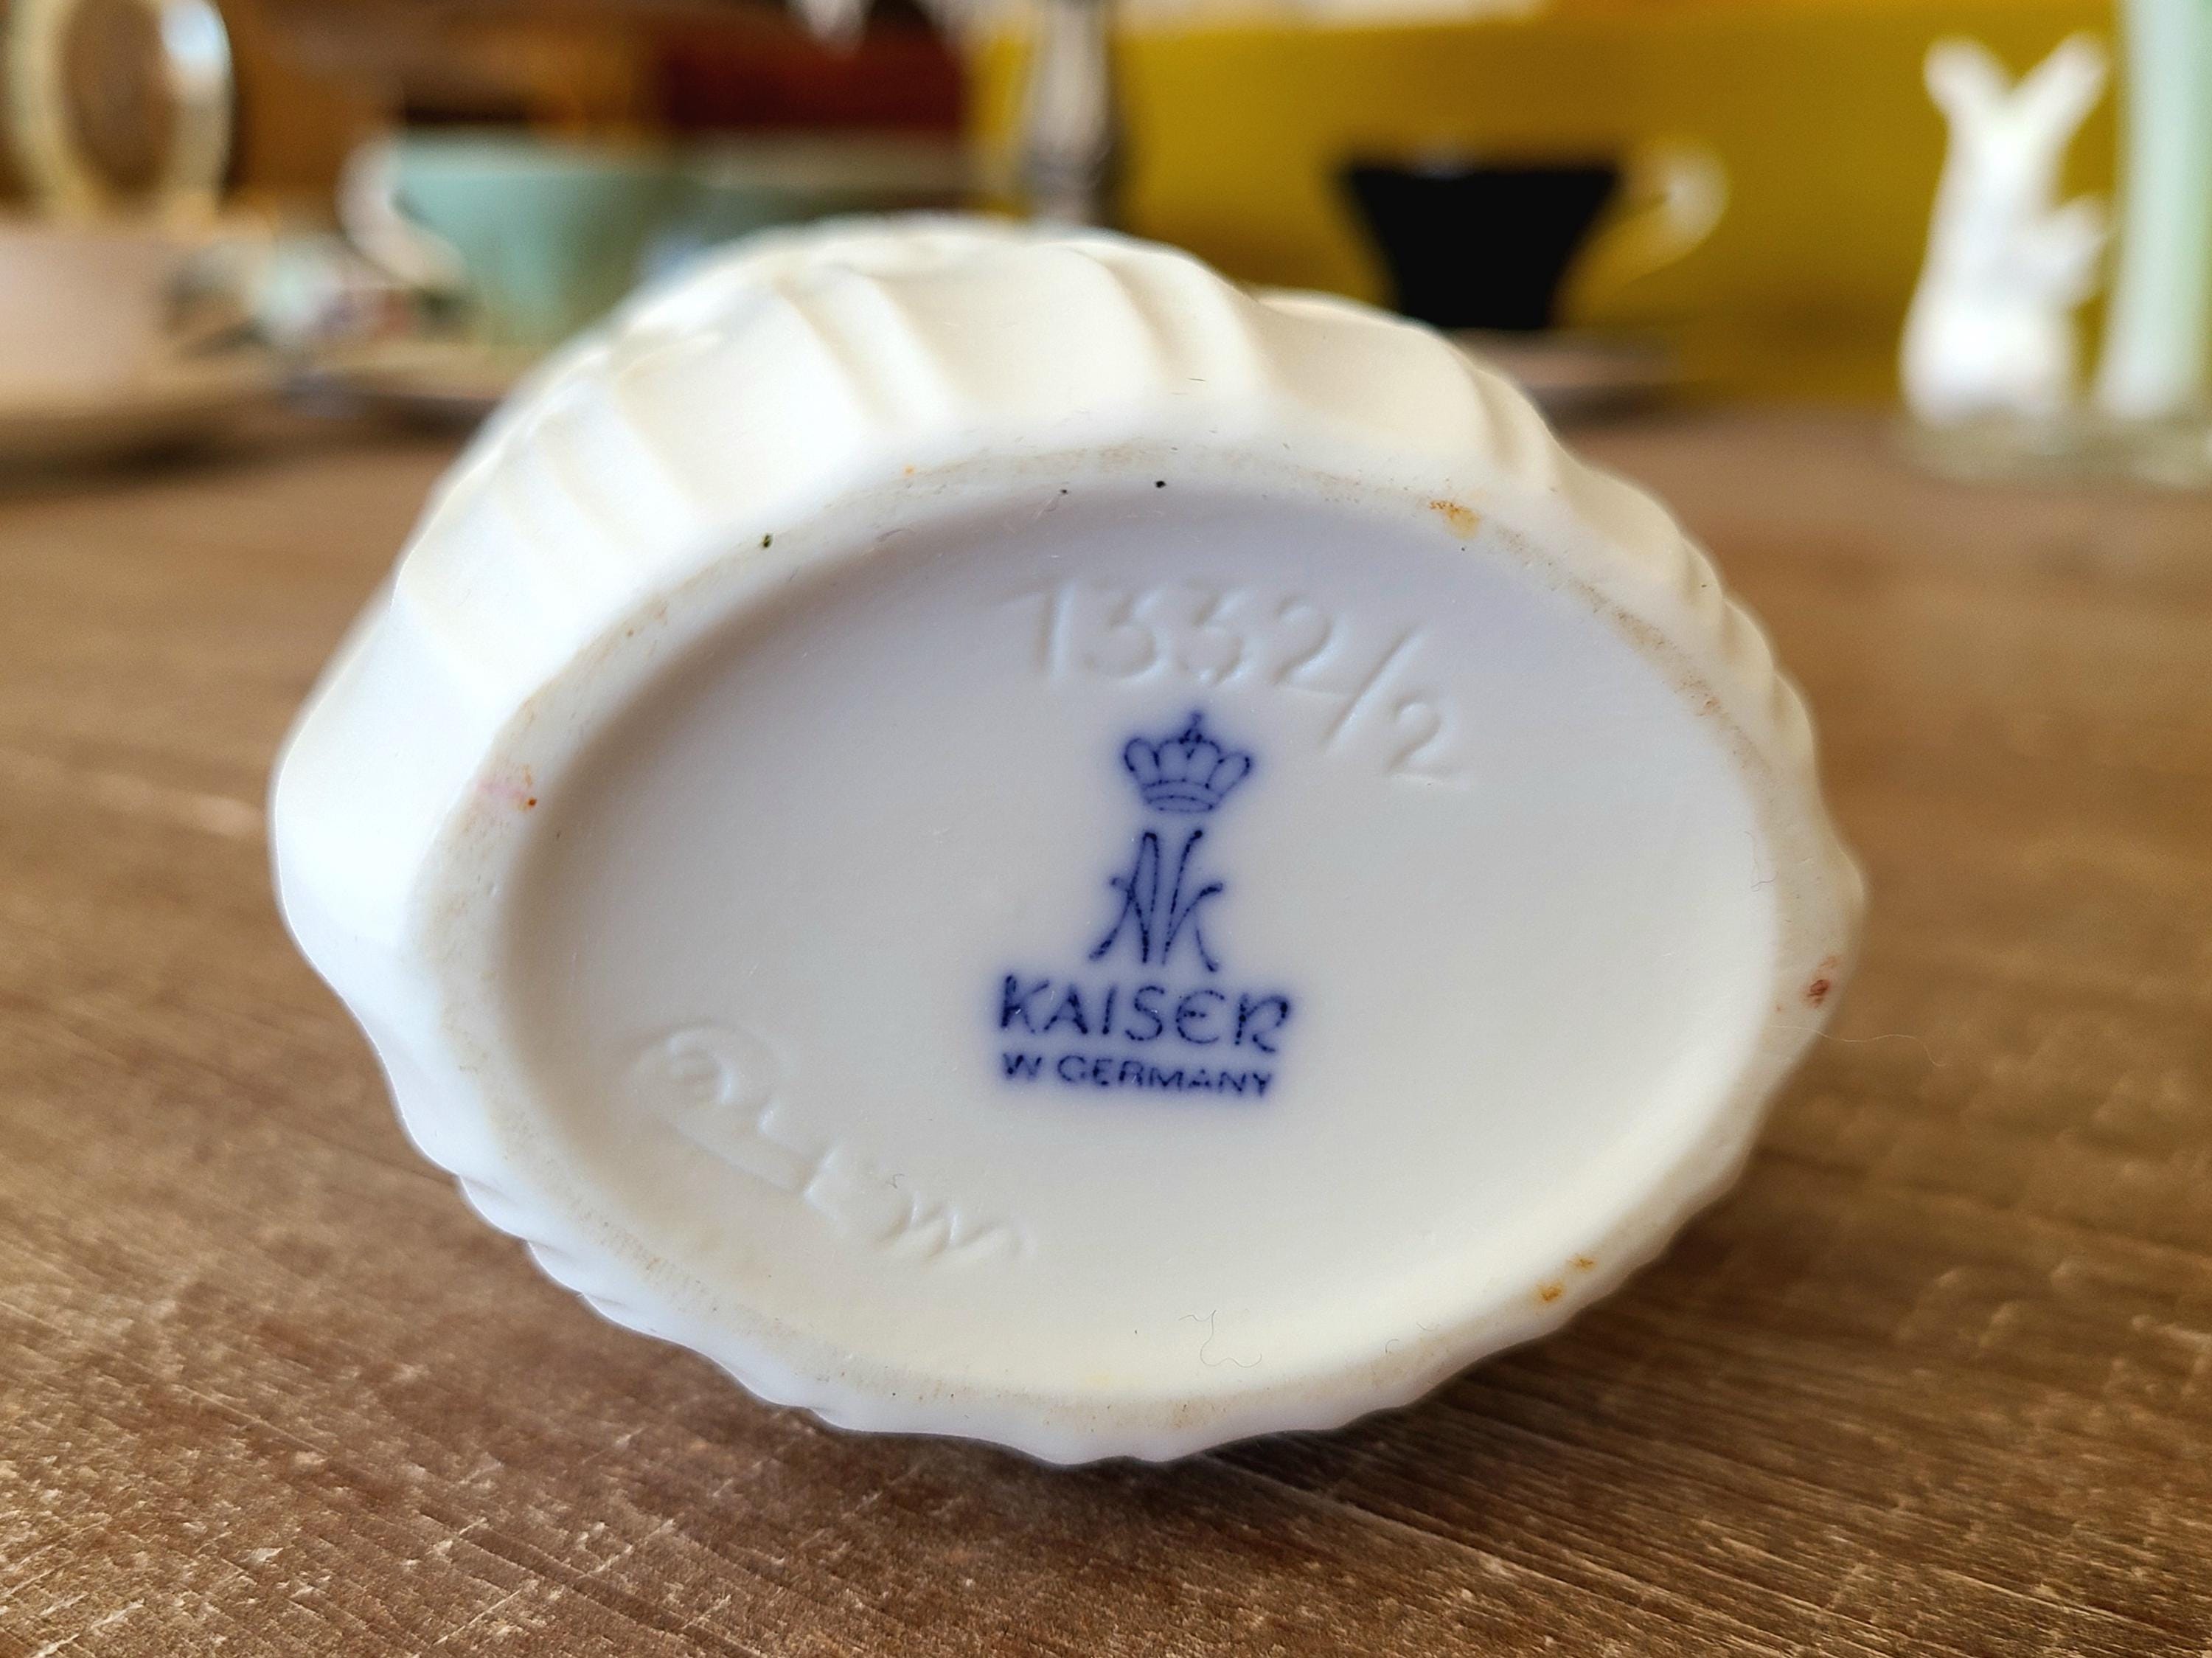 1332/2
AK
KAISER
W GERMANY